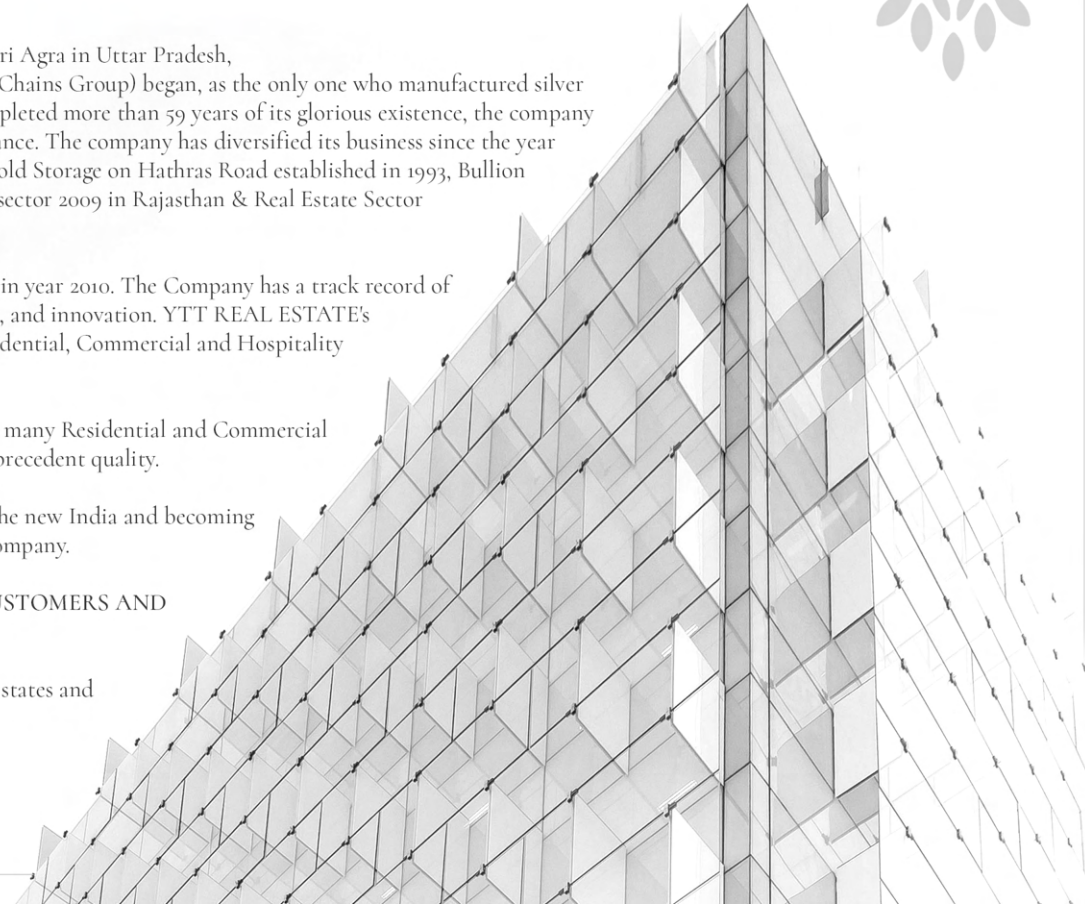 ri Agra in Uttar Pradesh,
Chains Group) began, as the only one who manufactured silver
pleted more than 59 years of its glorious existence, the company
ance. The company has diversified its business since the year
old Storage on Hathras Road established in 1993, Bullion
sector 2009 in Rajasthan & Real Estate Sector
in year 2010. The Company has a track record of
, and innovation. YTT REAL ESTATE's
dential, Commercial and Hospitality
many Residential and Commercial
precedent quality.
he new India and becoming
ompany.
USTOMERS AND
states and